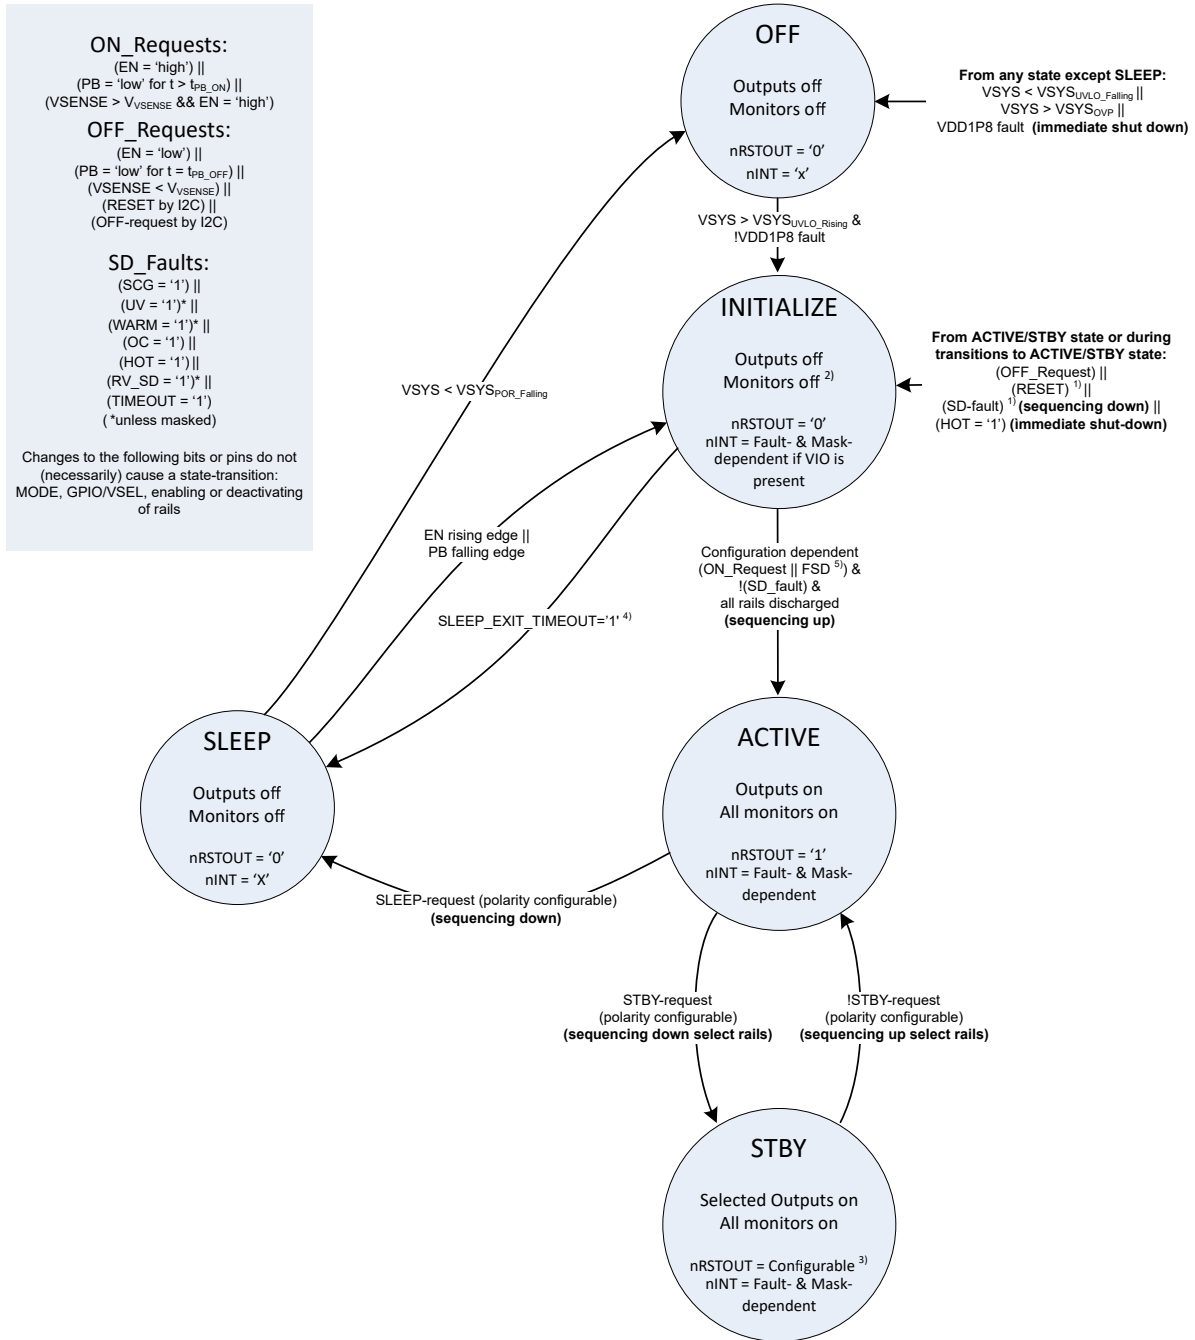 ON_Requests:
(EN = ‘high’) ||
(PB = ‘low’ for t > tPB_ON) ||
(VSENSE > VVSENSE && EN = ‘high’)
OFF_Requests:
(EN = ‘low’) ||
(PB = ‘low’ for t = tPB_OFF) ||
(VSENSE < VVSENSE) ||
(RESET by I2C) ||
(OFF-request by I2C)
SD_Faults:
(SCG = ‘1’) ||
(UV = ‘1’)* ||
(WARM = ‘1’)* ||
(OC = ‘1’) ||
(HOT = ‘1’) ||
(RV_SD = ‘1’)* ||
(TIMEOUT = ‘1’)
( *unless masked)
Changes to the following bits or pins do not
(necessarily) cause a state-transition:
MODE, GPIO/VSEL, enabling or deactivating
of rails
OFF
Outputs off
Monitors off
nRSTOUT = ‘0’
nINT = ‘x’
From any state except SLEEP:
VSYS < VSYSUVLO_Falling ||
VSYS > VSYSOVP ||
VDD1P8 fault (immediate shut down)
VSYS > VSYSUVLO_Rising &
!VDD1P8 fault
INITIALIZE
Outputs off
Monitors off 2)
nRSTOUT = ‘0’
nINT = Fault- & Mask-
dependent if VIO is
present
From ACTIVE/STBY state or during
transitions to ACTIVE/STBY state:
(OFF_Request) ||
(RESET) 1) ||
(SD-fault) 1) (sequencing down) ||
(HOT = ‘1’) (immediate shut-down)
VSYS < VSYSPOR_Falling
EN rising edge ||
PB falling edge
SLEEP_EXIT_TIMEOUT=’1' 4)
Configuration dependent
(ON_Request || FSD 5)) &
!(SD_fault) &
all rails discharged
(sequencing up)
SLEEP
Outputs off
Monitors off
nRSTOUT = ‘0’
nINT = ‘X’
ACTIVE
Outputs on
All monitors on
nRSTOUT = ‘1’
nINT = Fault- & Mask-
dependent
SLEEP-request (polarity configurable)
(sequencing down)
STBY-request
(polarity configurable)
(sequencing down select rails)
!STBY-request
(polarity configurable)
(sequencing up select rails)
STBY
Selected Outputs on
All monitors on
nRSTOUT = Configurable 3)
nINT = Fault- & Mask-
dependent